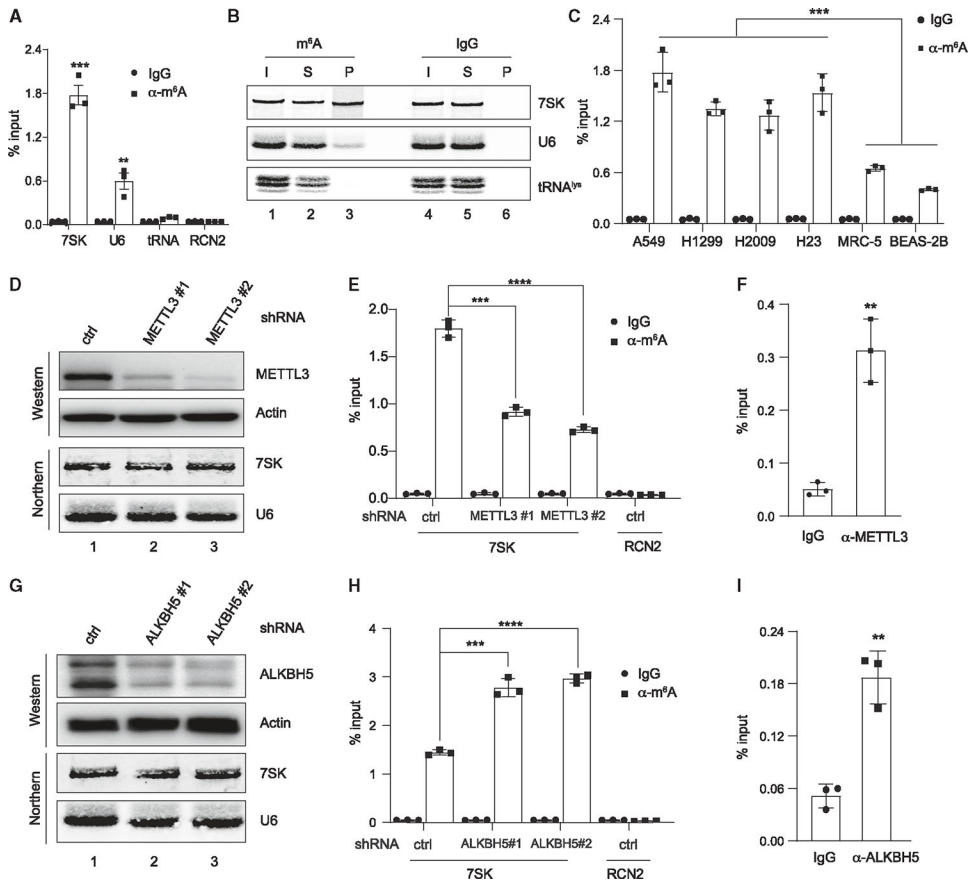 A
2.4
1.8
1.2
0.6
0.0
% input
IgG
α-m⁶A
***
**
7SK U6 tRNA RCN2
B
m⁶A IgG
I S P I S P
7SK
U6
tRNAˡʸˢ
1 2 3 4 5 6
C
2.4
1.8
1.2
0.6
0.0
% input
***
IgG
α-m⁶A
A549 H1299 H2009 H23 MRC-5 BEAS-2B
D
ctrl METTL3 #1 METTL3 #2 shRNA
Western
METTL3
Actin
Northern
7SK
U6
1 2 3
E
2.0
1.5
1.0
0.5
0.0
% input
****
***
IgG
α-m⁶A
shRNA ctrl METTL3 #1 METTL3 #2 ctrl
7SK RCN2
F
0.4
0.3
0.2
0.1
0.0
% input
**
IgG α-METTL3
G
ctrl ALKBH5 #1 ALKBH5 #2 shRNA
Western
ALKBH5
Actin
Northern
7SK
U6
1 2 3
H
4
3
2
1
0
% input
****
***
IgG
α-m⁶A
shRNA ctrl ALKBH5#1 ALKBH5#2 ctrl
7SK RCN2
I
0.24
0.18
0.12
0.06
0.00
% input
**
IgG α-ALKBH5